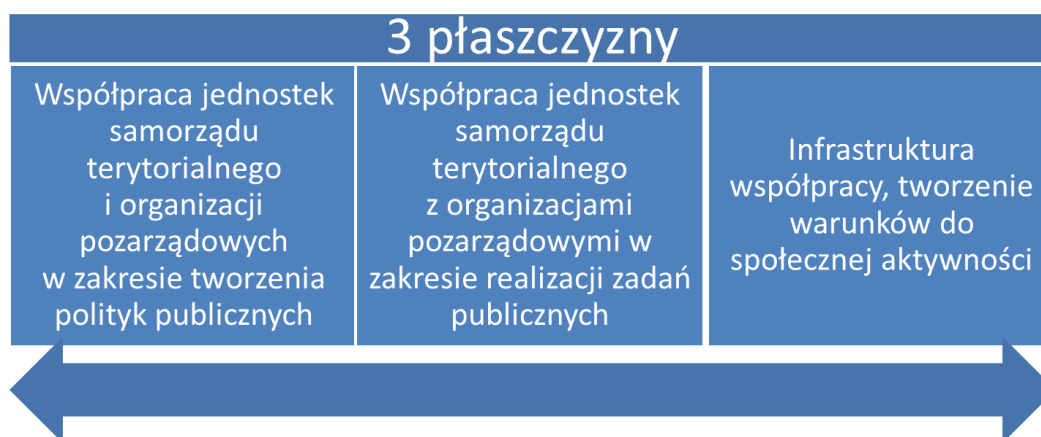 3 płaszczyzny
Współpraca jednostek
samorządu
terytorialnego
i organizacji
pozarządowych
w zakresie tworzenia
polityk publicznych
Współpraca jednostek
samorządu
terytorialnego
z organizacjami
pozarządowymi w
zakresie realizacji zadań
publicznych
Infrastruktura
współpracy, tworzenie
warunków do
społecznej aktywności